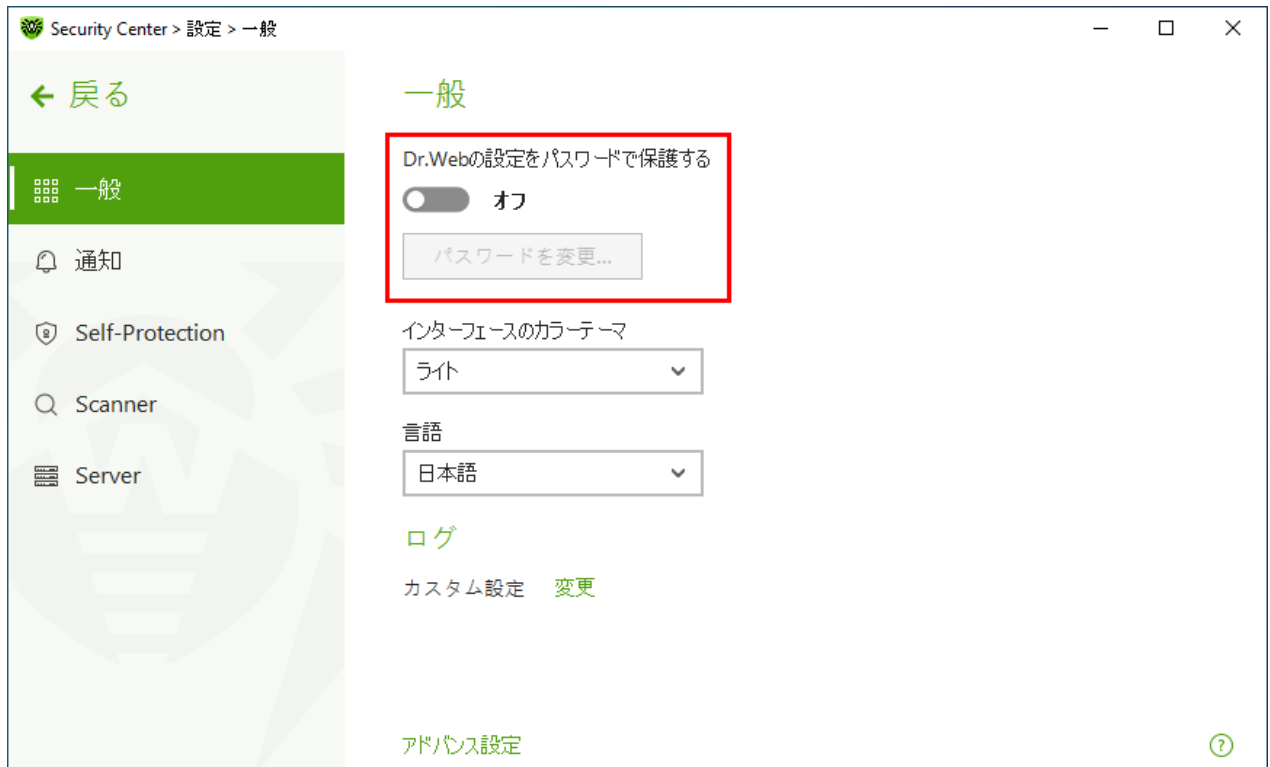 Security Center > 設定 > 一般
戻る
一般
通知
Self-Protection
Scanner
Server
一般
Dr.Webの設定をパスワードで保護する
オフ
パスワードを変更...
インターフェースのカラーテーマ
ライト
言語
日本語
ログ
カスタム設定 変更
アドバンス設定
?